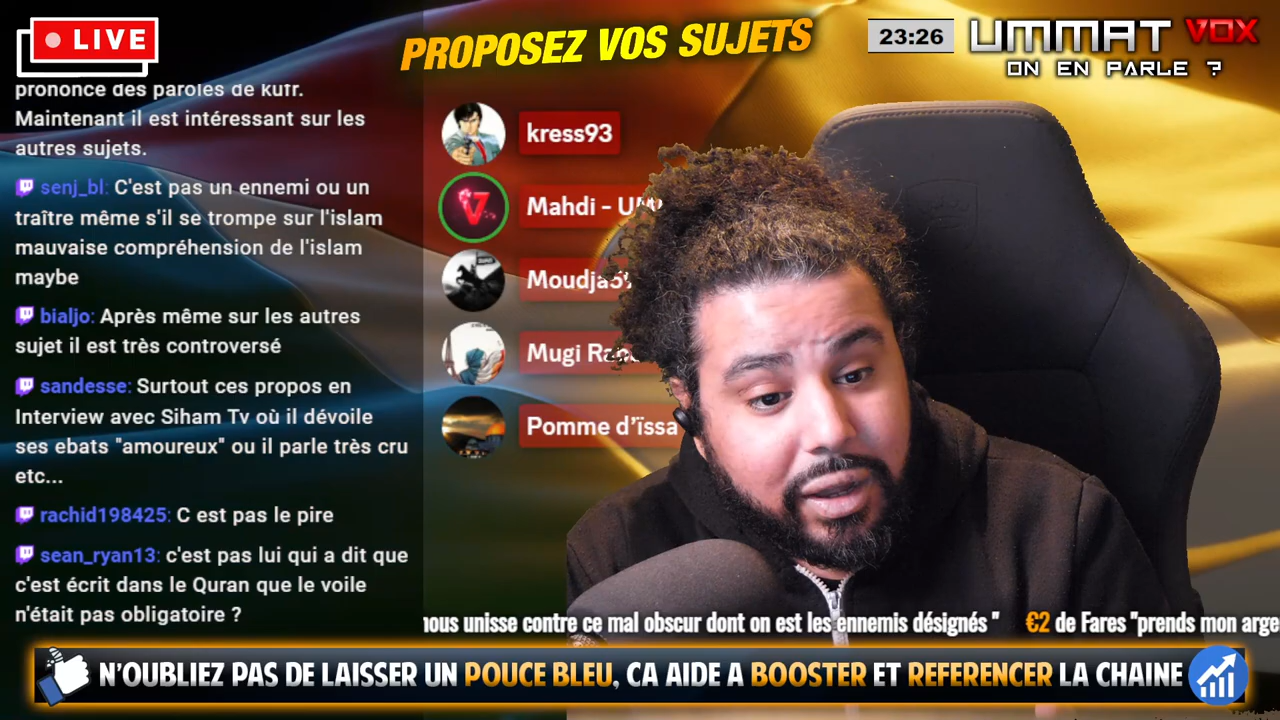 LIVE
PROPOSEZ VOS SUJETS
23:26
UMMAT VOX
ON EN PARLE ?
prononce des paroles de kufr.
Maintenant il est intéressant sur les
autres sujets.
senj_bl: C'est pas un ennemi ou un
traître même s'il se trompe sur l'islam
mauvaise compréhension de l'islam
maybe
bialjo: Après même sur les autres
sujet il est très controversé
sandesse: Surtout ces propos en
Interview avec Siham Tv où il dévoile
ses ebats "amoureux" ou il parle très cru
etc...
rachid198425: C est pas le pire
sean_ryan13: c'est pas lui qui a dit que
c'est écrit dans le Quran que le voile
n'était pas obligatoire ?
kress93
Mahdi -
Mugi
Pomme d'ïssa
nous unisse contre ce mal obscur dont on est les ennemis désignés " €2 de Fares "prends mon
N'OUBLIEZ PAS DE LAISSER UN POUCE BLEU, CA AIDE A BOOSTER ET REFERENCER LA CHAINE